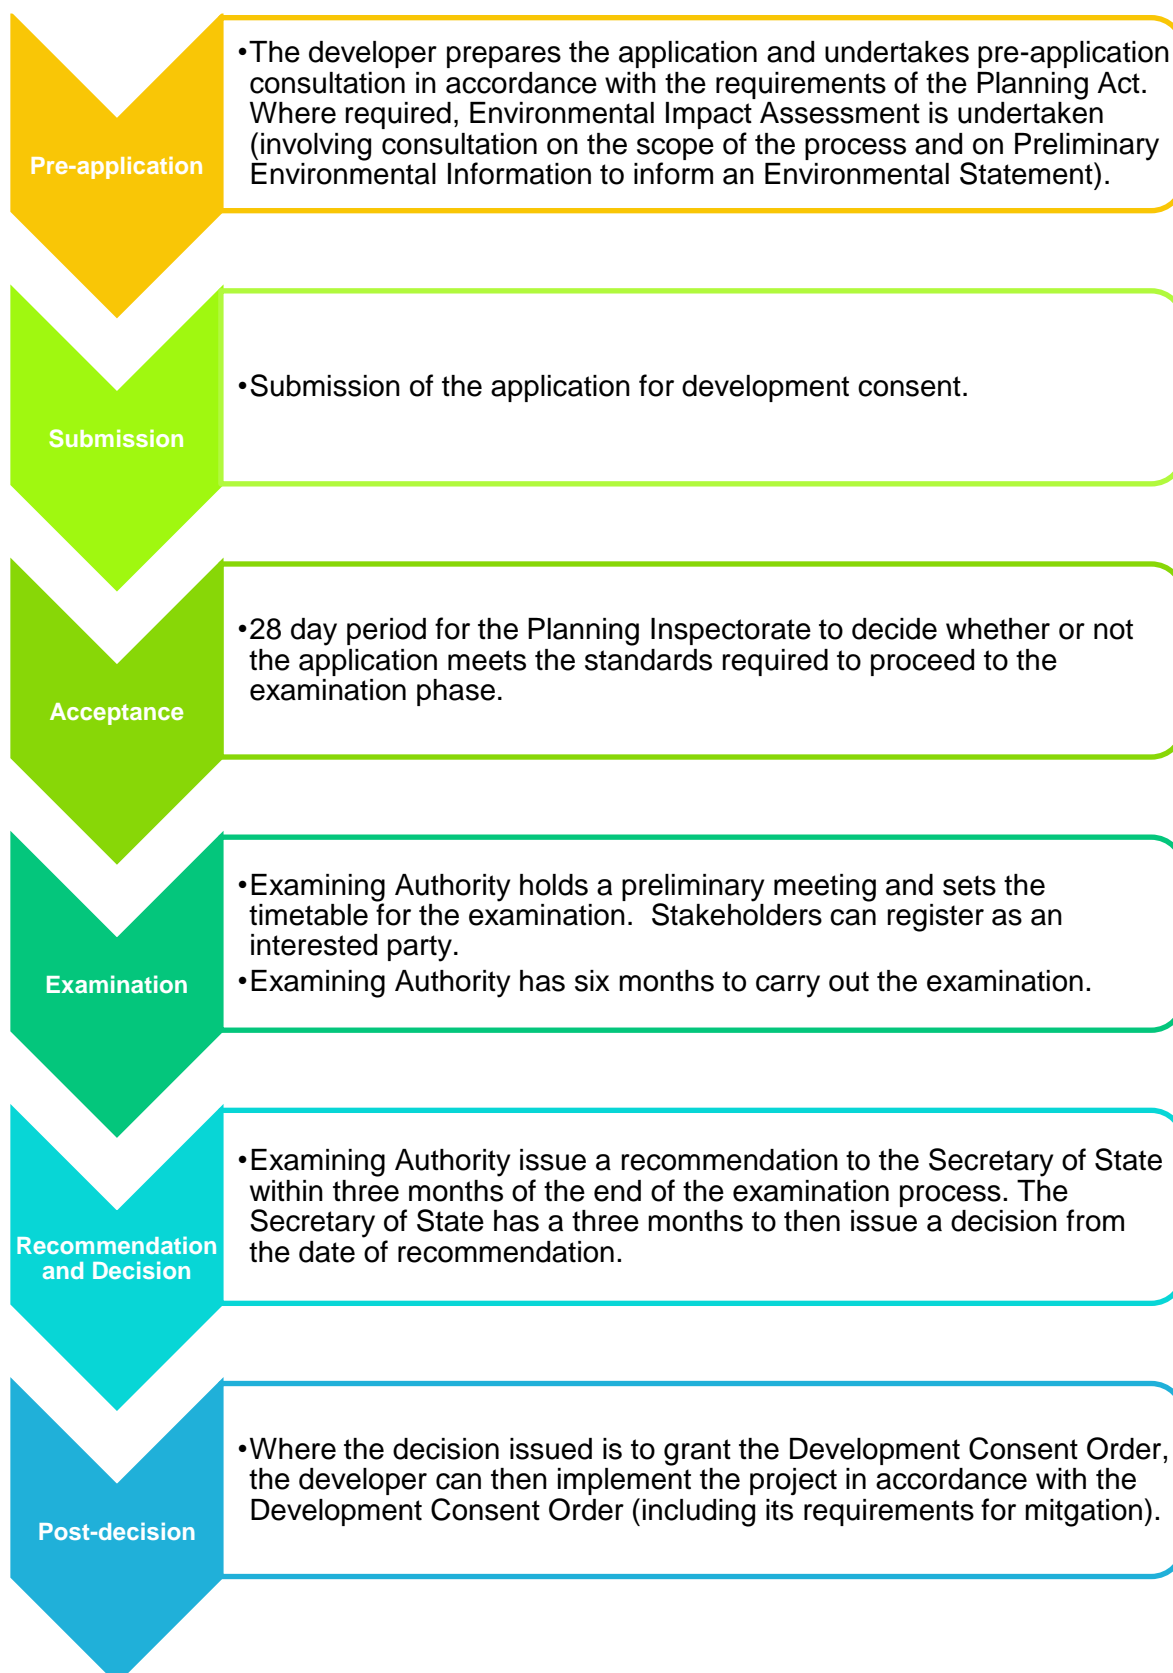 Pre-application
•The developer prepares the application and undertakes pre-application
consultation in accordance with the requirements of the Planning Act.
Where required, Environmental Impact Assessment is undertaken
(involving consultation on the scope of the process and on Preliminary
Environmental Information to inform an Environmental Statement).
Submission
•Submission of the application for development consent.
Acceptance
•28 day period for the Planning Inspectorate to decide whether or not
the application meets the standards required to proceed to the
examination phase.
Examination
•Examining Authority holds a preliminary meeting and sets the
timetable for the examination.  Stakeholders can register as an
interested party.
•Examining Authority has six months to carry out the examination.
Recommendation
and Decision
•Examining Authority issue a recommendation to the Secretary of State
within three months of the end of the examination process. The
Secretary of State has a three months to then issue a decision from
the date of recommendation.
Post-decision
•Where the decision issued is to grant the Development Consent Order,
the developer can then implement the project in accordance with the
Development Consent Order (including its requirements for mitgation).